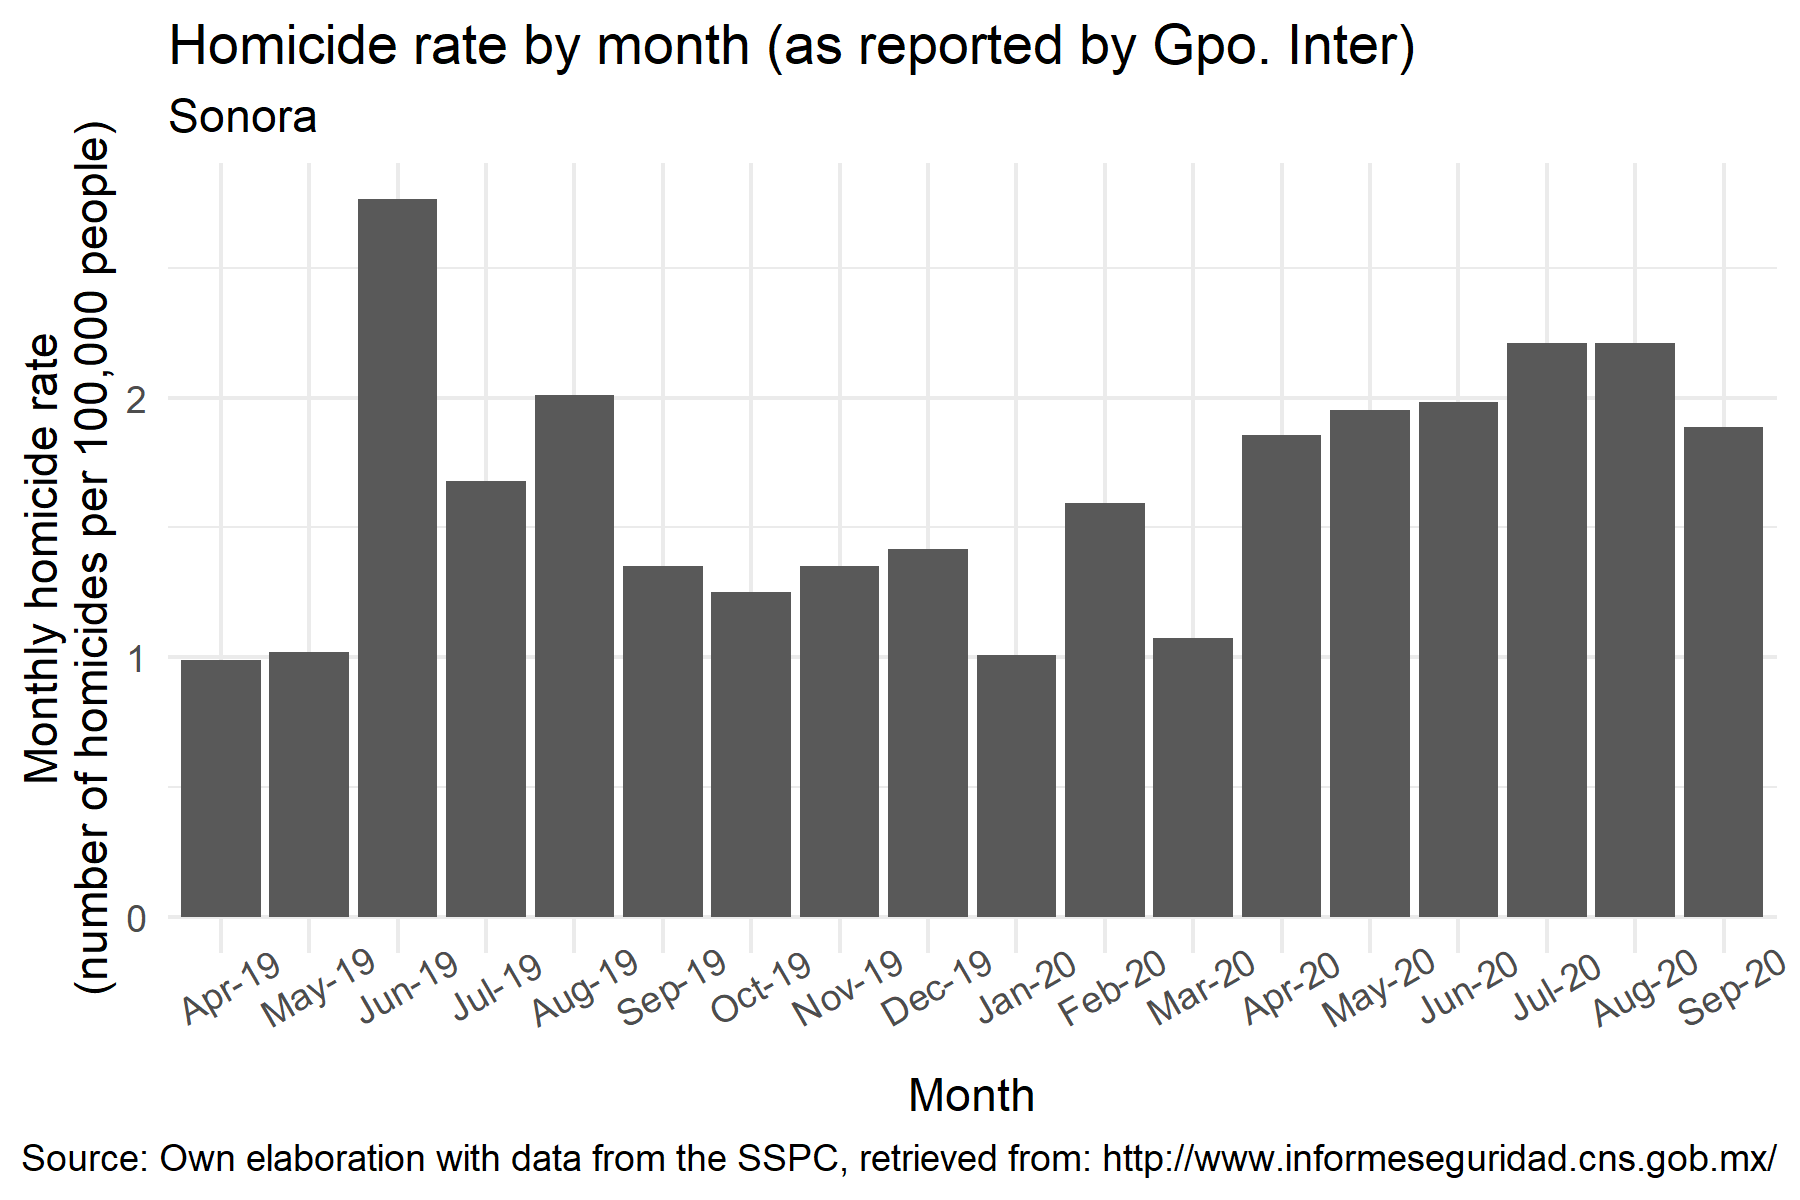 Homicide rate by month (as reported by Gpo. Inter)
Sonora
Monthly homicide rate
(number of homicides per 100,000 people)
2
1
0
Apr-19
May-19
Jun-19
Jul-19
Aug-19
Sep-19
Oct-19
Nov-19
Dec-19
Jan-20
Feb-20
Mar-20
Apr-20
May-20
Jun-20
Jul-20
Aug-20
Sep-20
Month
Source: Own elaboration with data from the SSPC, retrieved from: http://www.informeseguridad.cns.gob.mx/